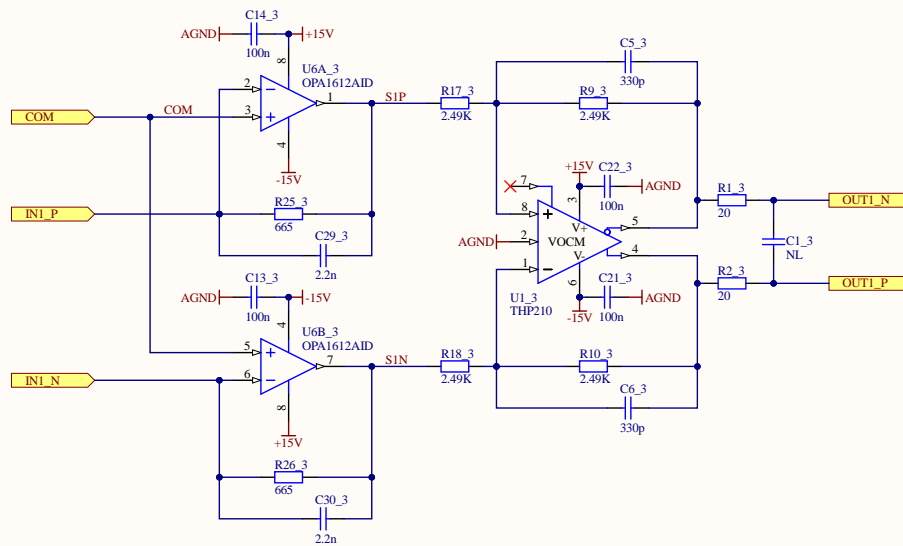 C14_3
AGND
+15V
100n
8
U6A_3
OPA1612AID
2
1
3
4
-15V
COM
COM
S1P
R17_3
2.49K
C5_3
330p
R9_3
2.49K
IN1_P
R25_3
665
C29_3
2.2n
+15V
C22_3
AGND
100n
7
3
8
V+
5
AGND
2
VOCM
1
V-
4
6
U1_3
THP210
C21_3
AGND
100n
-15V
R1_3
20
OUT1_N
C1_3
NL
R2_3
20
OUT1_P
C13_3
AGND
-15V
100n
4
U6B_3
OPA1612AID
5
7
6
8
+15V
IN1_N
S1N
R18_3
2.49K
R10_3
2.49K
C6_3
330p
R26_3
665
C30_3
2.2n